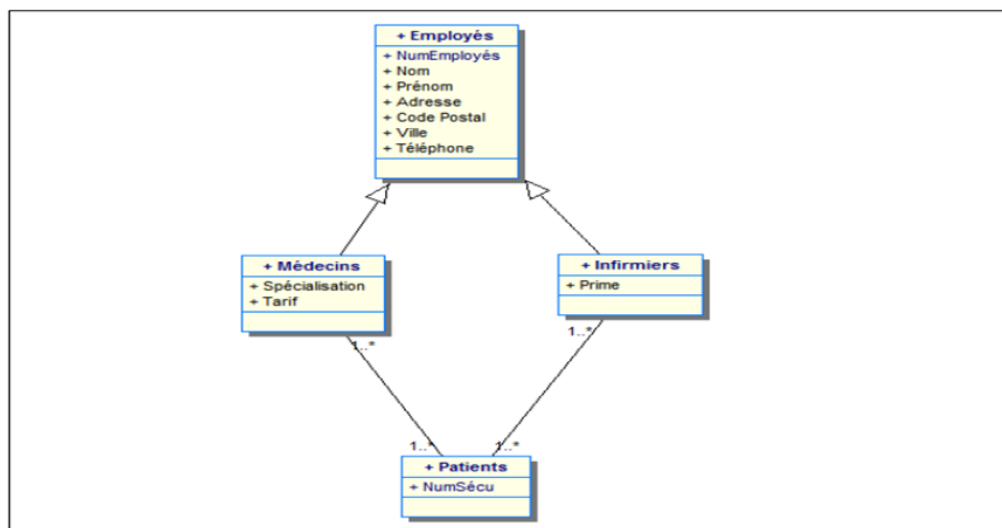 + Employés
+ NumEmployés
+ Nom
+ Prénom
+ Adresse
+ Code Postal
+ Ville
+ Téléphone
+ Médecins
+ Spécialisation
+ Tarif
+ Infirmiers
+ Prime
1..*
1..*
1..*
1..*
+ Patients
+ NumSécu